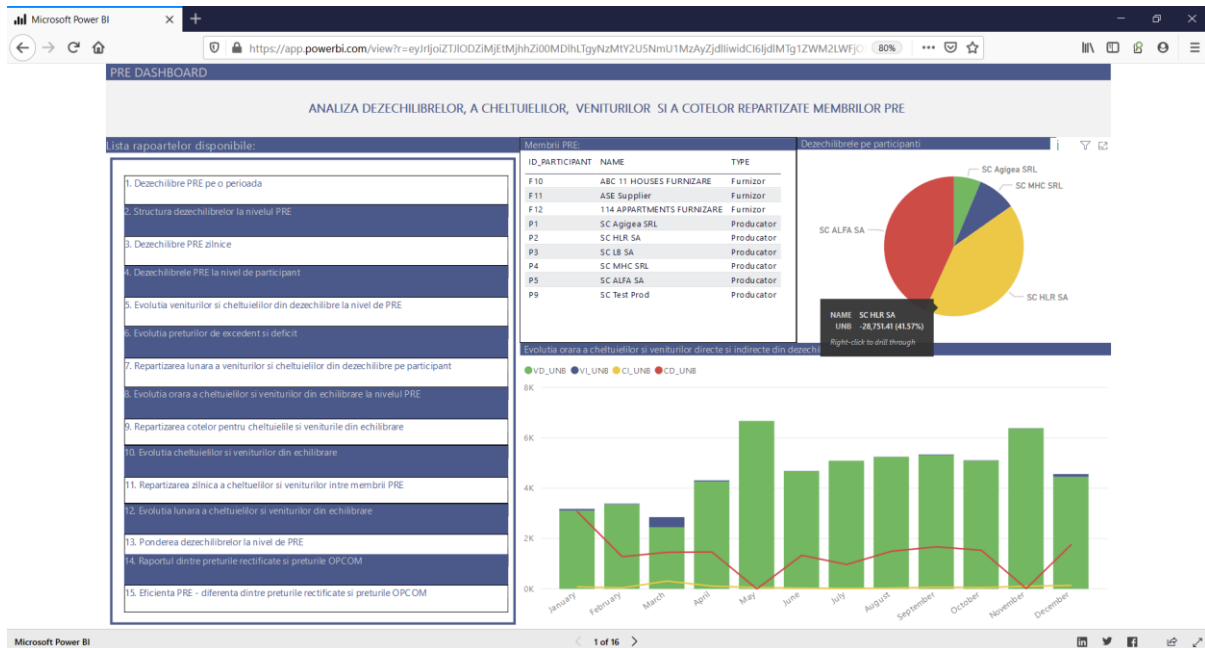 Microsoft Power BI
https://app.powerbi.com/view?r=eyJrIjoiZTJlODZiMjEtMjhhZi00MDlhLTgyNzMtY2U5NmU1MzAyZjdlIiwidCI6IjdlMTg1ZWM2LWFjO
80%
PRE DASHBOARD
ANALIZA DEZECHILIBRELOR, A CHELTUIELILOR, VENITURILOR SI A COTELOR REPARTIZATE MEMBRILOR PRE
Lista rapoartelor disponibile:
1. Dezechilibre PRE pe o perioada
2. Structura dezechilibrelor la nivelul PRE
3. Dezechilibre PRE zilnice
4. Dezechilibrele PRE la nivel de participant
5. Evolutia veniturilor si cheltuielilor din dezechilibre la nivel de PRE
6. Evolutia preturilor de excedent si deficit
7. Repartizarea lunara a veniturilor si cheltuielilor din dezechilibre pe participant
8. Evolutia orara a cheltuielilor si veniturilor din echilibrare la nivelul PRE
9. Repartizarea cotelor pentru cheltuielile si veniturile din echilibrare
10. Evolutia cheltuielilor si veniturilor din echilibrare
11. Repartizarea zilnica a cheltuelilor si veniturilor intre membrii PRE
12. Evolutia lunara a cheltuielilor si veniturilor din echilibrare
13. Ponderea dezechilibrelor la nivel de PRE
14. Raportul dintre preturile rectificate si preturile OPCOM
15. Eficienta PRE - diferenta dintre preturile rectificate si preturile OPCOM
Membrii PRE:
ID_PARTICIPANT NAME TYPE
F10 ABC 11 HOUSES FURNIZARE Furnizor
F11 ASE Supplier Furnizor
F12 114 APPARTMENTS FURNIZARE Furnizor
P1 SC Agigea SRL Producator
P2 SC HLR SA Producator
P3 SC LB SA Producator
P4 SC MHC SRL Producator
P5 SC ALFA SA Producator
P9 SC Test Prod Producator
Dezechilibrele pe participanti
SC Agigea SRL
SC MHC SRL
SC ALFA SA
SC HLR SA
NAME SC HLR SA
UNB -28,751.41 (41.57%)
Right-click to drill through
Evolutia orara a cheltuielilor si veniturilor directe si indirecte din dezechi
VD_UNB VI_UNB CI_UNB CD_UNB
8K
6K
4K
2K
0K
January February March April May June July August September October November December
Microsoft Power BI
1 of 16